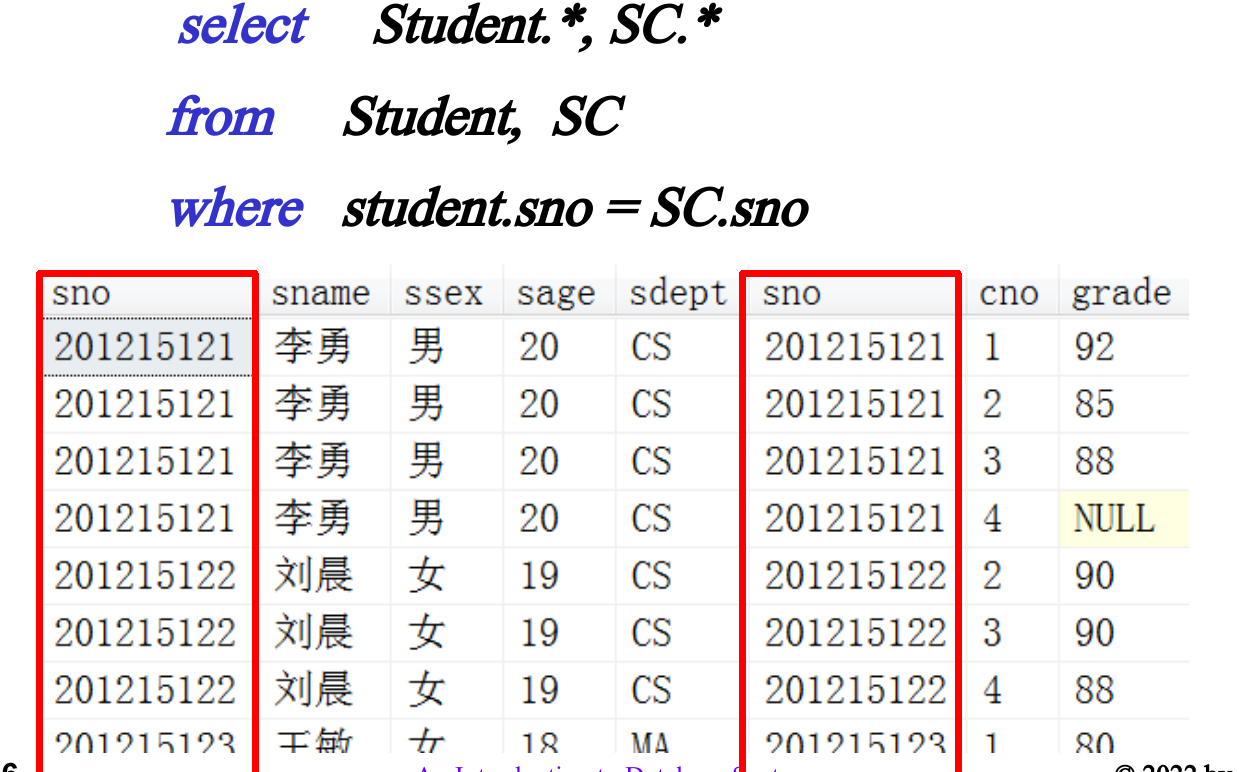 select Student.*, SC.*
from Student, SC
where student.sno = SC.sno
sno sname ssex sage sdept sno cno grade
201215121 李勇 男 20 CS 201215121 1 92
201215121 李勇 男 20 CS 201215121 2 85
201215121 李勇 男 20 CS 201215121 3 88
201215121 李勇 男 20 CS 201215121 4 NULL
201215122 刘晨 女 19 CS 201215122 2 90
201215122 刘晨 女 19 CS 201215122 3 90
201215122 刘晨 女 19 CS 201215122 4 88
201215123 王敏 女 18 MA 201215123 1 80
6 An Introduction to Database © 2022 by